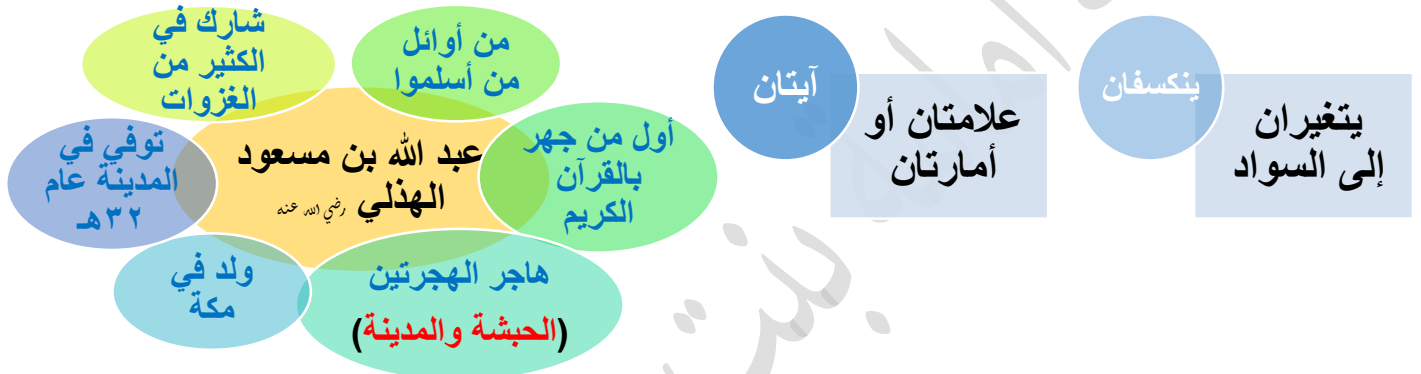 ينكسفان
يتغيران
إلى السواد
آيتان
علامتان أو
أمارتان
عبد الله بن مسعود
الهذلي رضي الله عنه
من أوائل
من أسلموا
أول من جهر
بالقرآن
الكريم
هاجر الهجرتين
(الحبشة والمدينة)
ولد في
مكة
توفي في
المدينة عام
٣٢هـ
شارك في
الكثير من
الغزوات